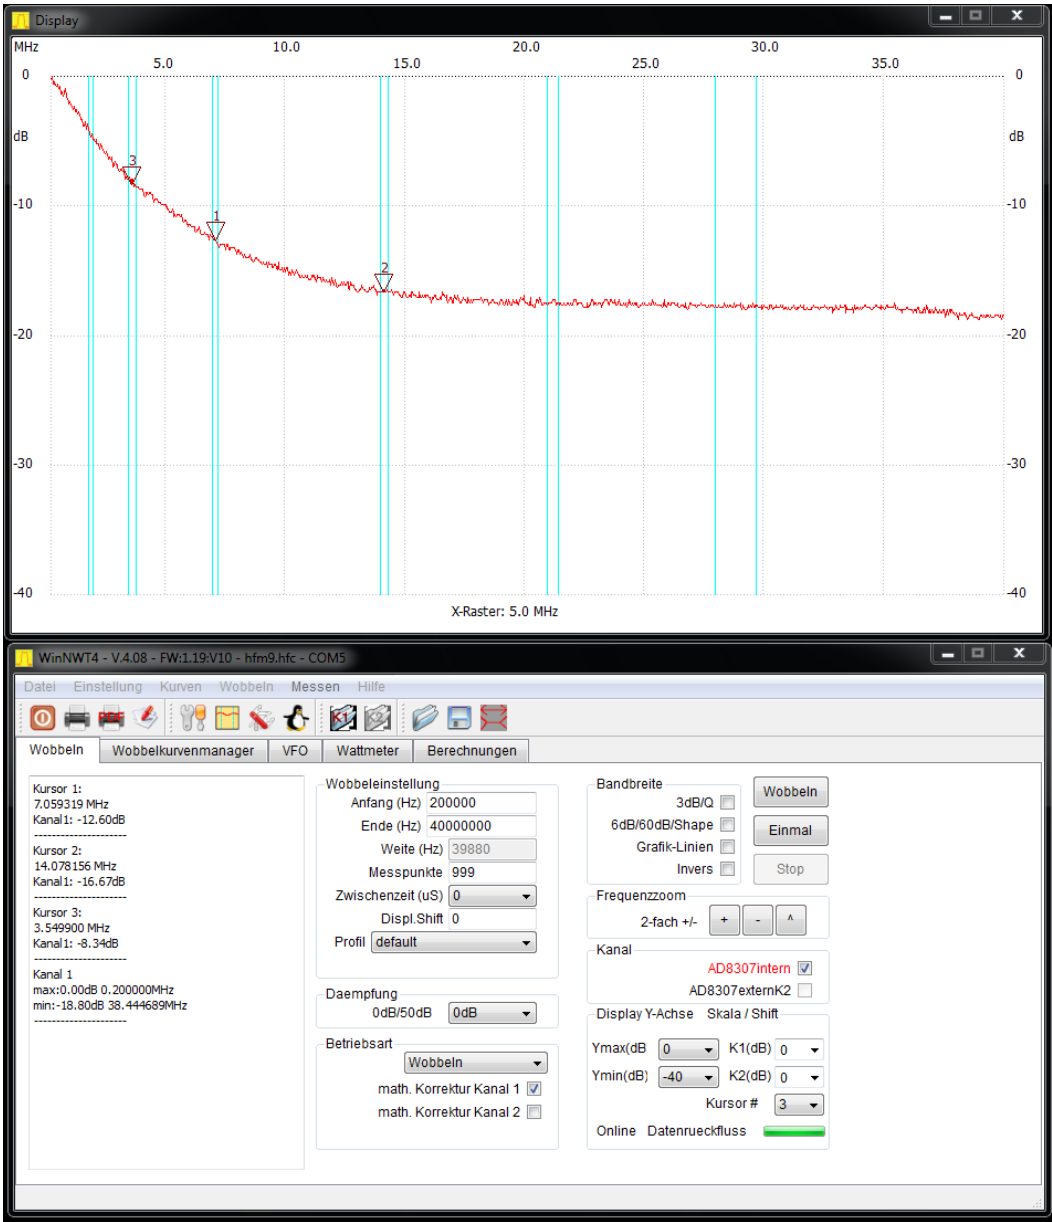 Display
MHz 10.0 20.0 30.0
5.0 15.0 25.0 35.0
0 0
dB dB
3
-10 -10
1
2
-20 -20
-30 -30
-40 -40
X-Raster: 5.0 MHz
WinNWT4 - V.4.08 - FW:1.19:V10 - hfm9.hfc - COM5
Datei Einstellung Kurven Wobbeln Messen Hilfe
PDF K1 K2
Wobbeln Wobbelkurvenmanager VFO Wattmeter Berechnungen
Kursor 1:
7.059319 MHz
Kanal1: -12.60dB
----------------------
Kursor 2:
14.078156 MHz
Kanal1: -16.67dB
----------------------
Kursor 3:
3.549900 MHz
Kanal1: -8.34dB
----------------------
Kanal 1
max:0.00dB 0.200000MHz
min:-18.80dB 38.444689MHz
----------------------
Wobbeleinstellung
Anfang (Hz) 200000
Ende (Hz) 40000000
Weite (Hz) 39880
Messpunkte 999
Zwischenzeit (uS) 0
Displ.Shift 0
Profil default
Daempfung
0dB/50dB 0dB
Betriebsart
Wobbeln
math. Korrektur Kanal 1
math. Korrektur Kanal 2
Bandbreite
3dB/Q
6dB/60dB/Shape
Grafik-Linien
Invers
Wobbeln
Einmal
Stop
Frequenzzoom
2-fach +/- + - ^
Kanal
AD8307intern
AD8307externK2
Display Y-Achse Skala / Shift
Ymax(dB 0 K1(dB) 0
Ymin(dB) -40 K2(dB) 0
Kursor # 3
Online Datenrueckfluss